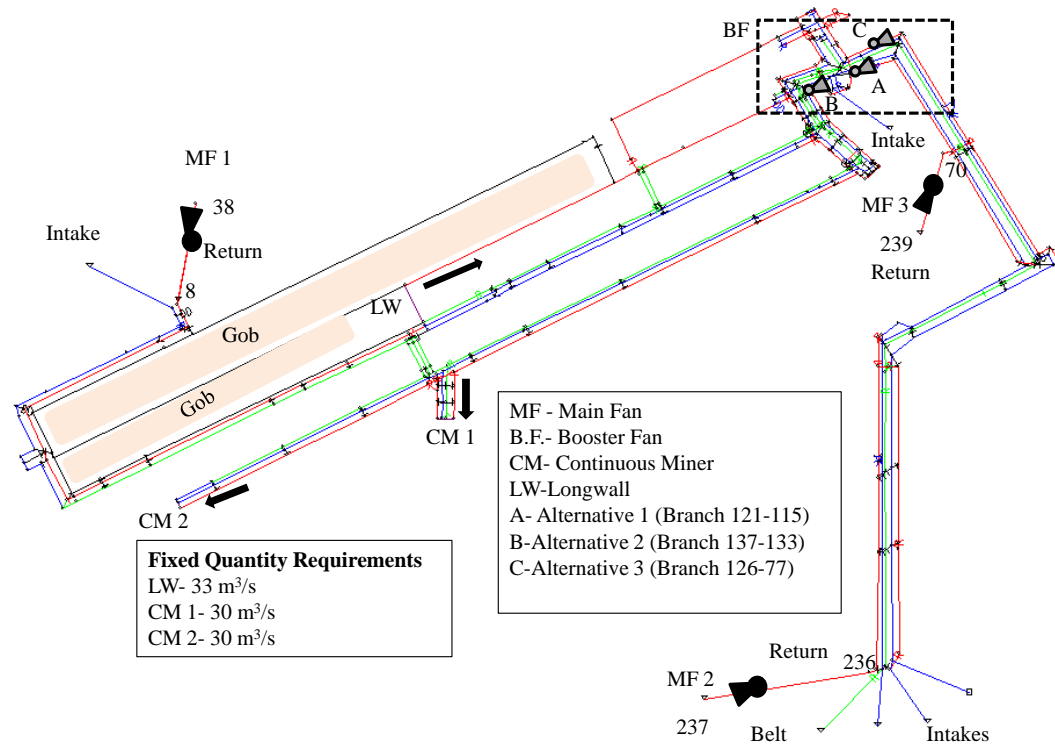 BF
C
A
B
Intake
MF 1
38
Return
Intake
8
70
MF 3
239
Return
LW
Gob
Gob
CM 1
CM 2
MF - Main Fan
B.F.- Booster Fan
CM- Continuous Miner
LW-Longwall
A- Alternative 1 (Branch 121-115)
B-Alternative 2 (Branch 137-133)
C-Alternative 3 (Branch 126-77)
Fixed Quantity Requirements
LW- 33 m³/s
CM 1- 30 m³/s
CM 2- 30 m³/s
Return
236
MF 2
237
Belt
Intakes